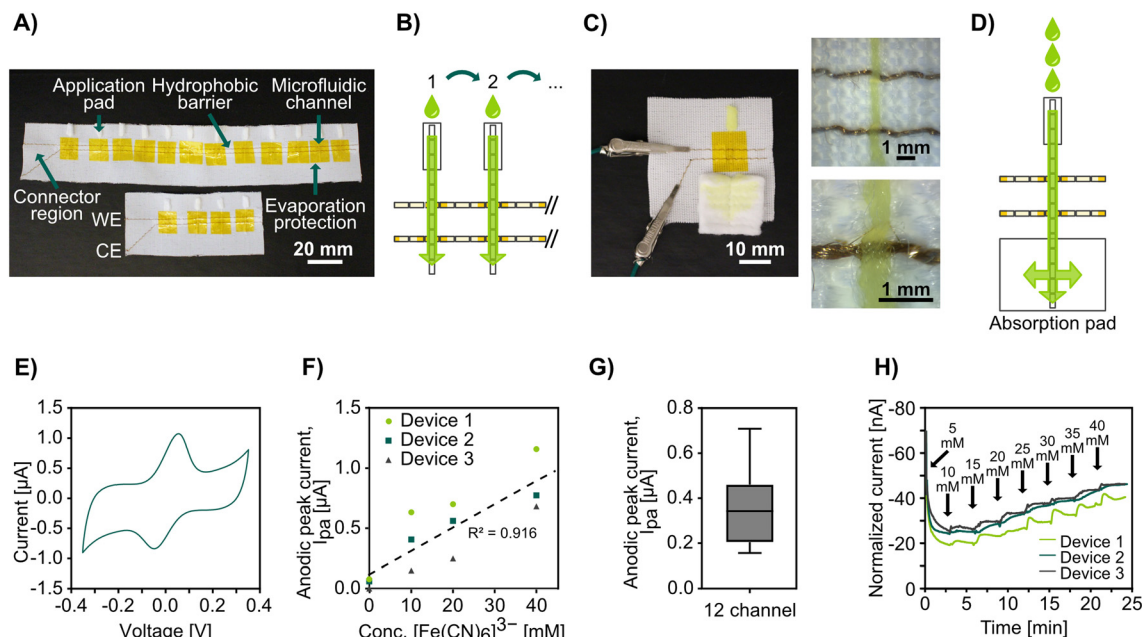 A)
Application pad
Hydrophobic barrier
Microfluidic channel
Connector region
Evaporation protection
WE
CE
20 mm
B)
1
2
...
C)
10 mm
1 mm
1 mm
D)
Absorption pad
E)
Current [µA]
1.5
1.0
0.5
0.0
-0.5
-1.0
-1.5
-0.4
-0.2
0.0
0.2
0.4
Voltage [V]
F)
Anodic peak current,
Ipa [µA]
1.5
1.0
0.5
0.0
Device 1
Device 2
Device 3
R² = 0.916
0
10
20
30
40
Conc. [Fe(CN)₆]³⁻ [mM]
G)
Anodic peak current,
Ipa [µA]
0.8
0.6
0.4
0.2
0.0
12 channel
H)
Normalized current [nA]
-80
-60
-40
-20
0
5 mM
10 mM
15 mM
20 mM
25 mM
30 mM
35 mM
40 mM
Device 1
Device 2
Device 3
0
5
10
15
20
25
Time [min]